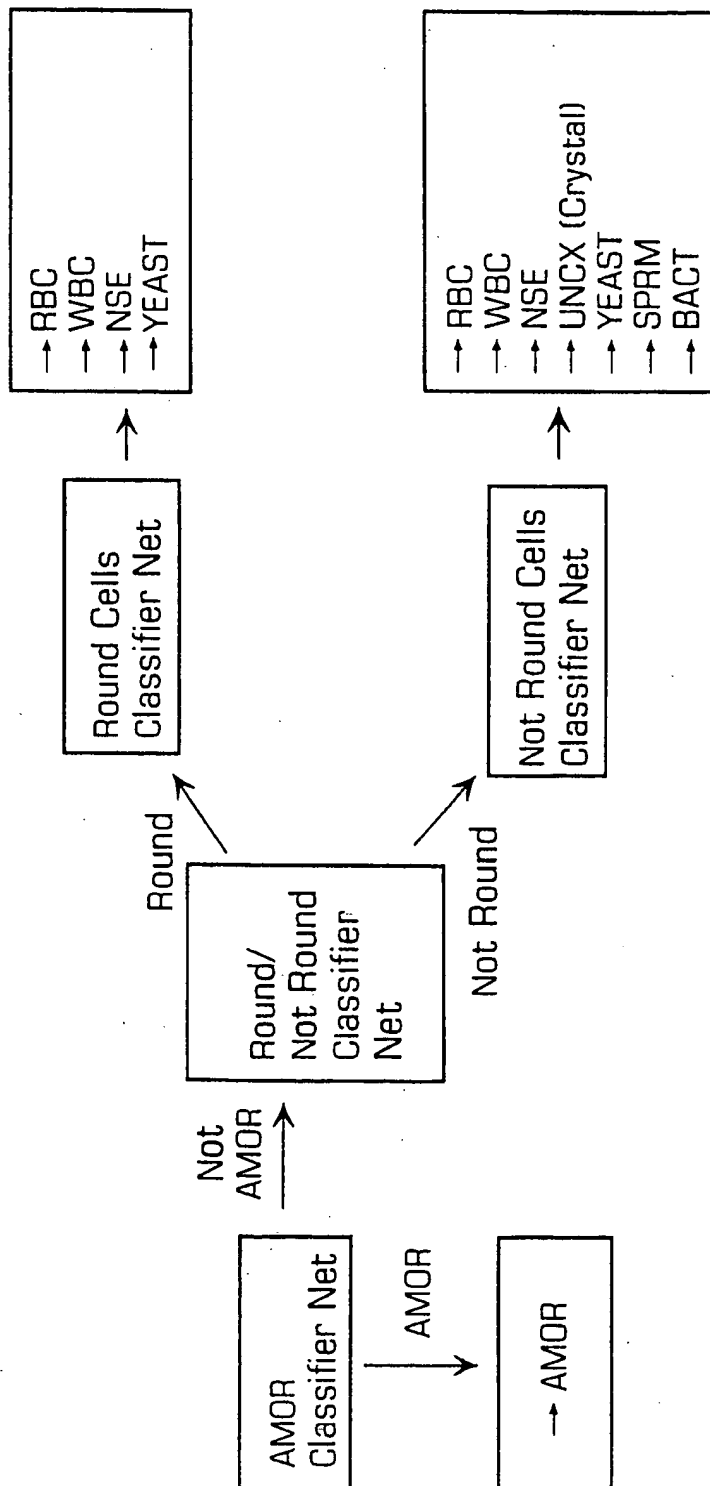 AMOR
Classifier Net
AMOR
→ AMOR
Not
AMOR
Round/
Not Round
Classifier
Net
Round
Not Round
Round Cells
Classifier Net
→ RBC
→ WBC
→ NSE
→ YEAST
Not Round Cells
Classifier Net
→ RBC
→ WBC
→ NSE
→ UNCX (Crystal)
→ YEAST
→ SPRM
→ BACT